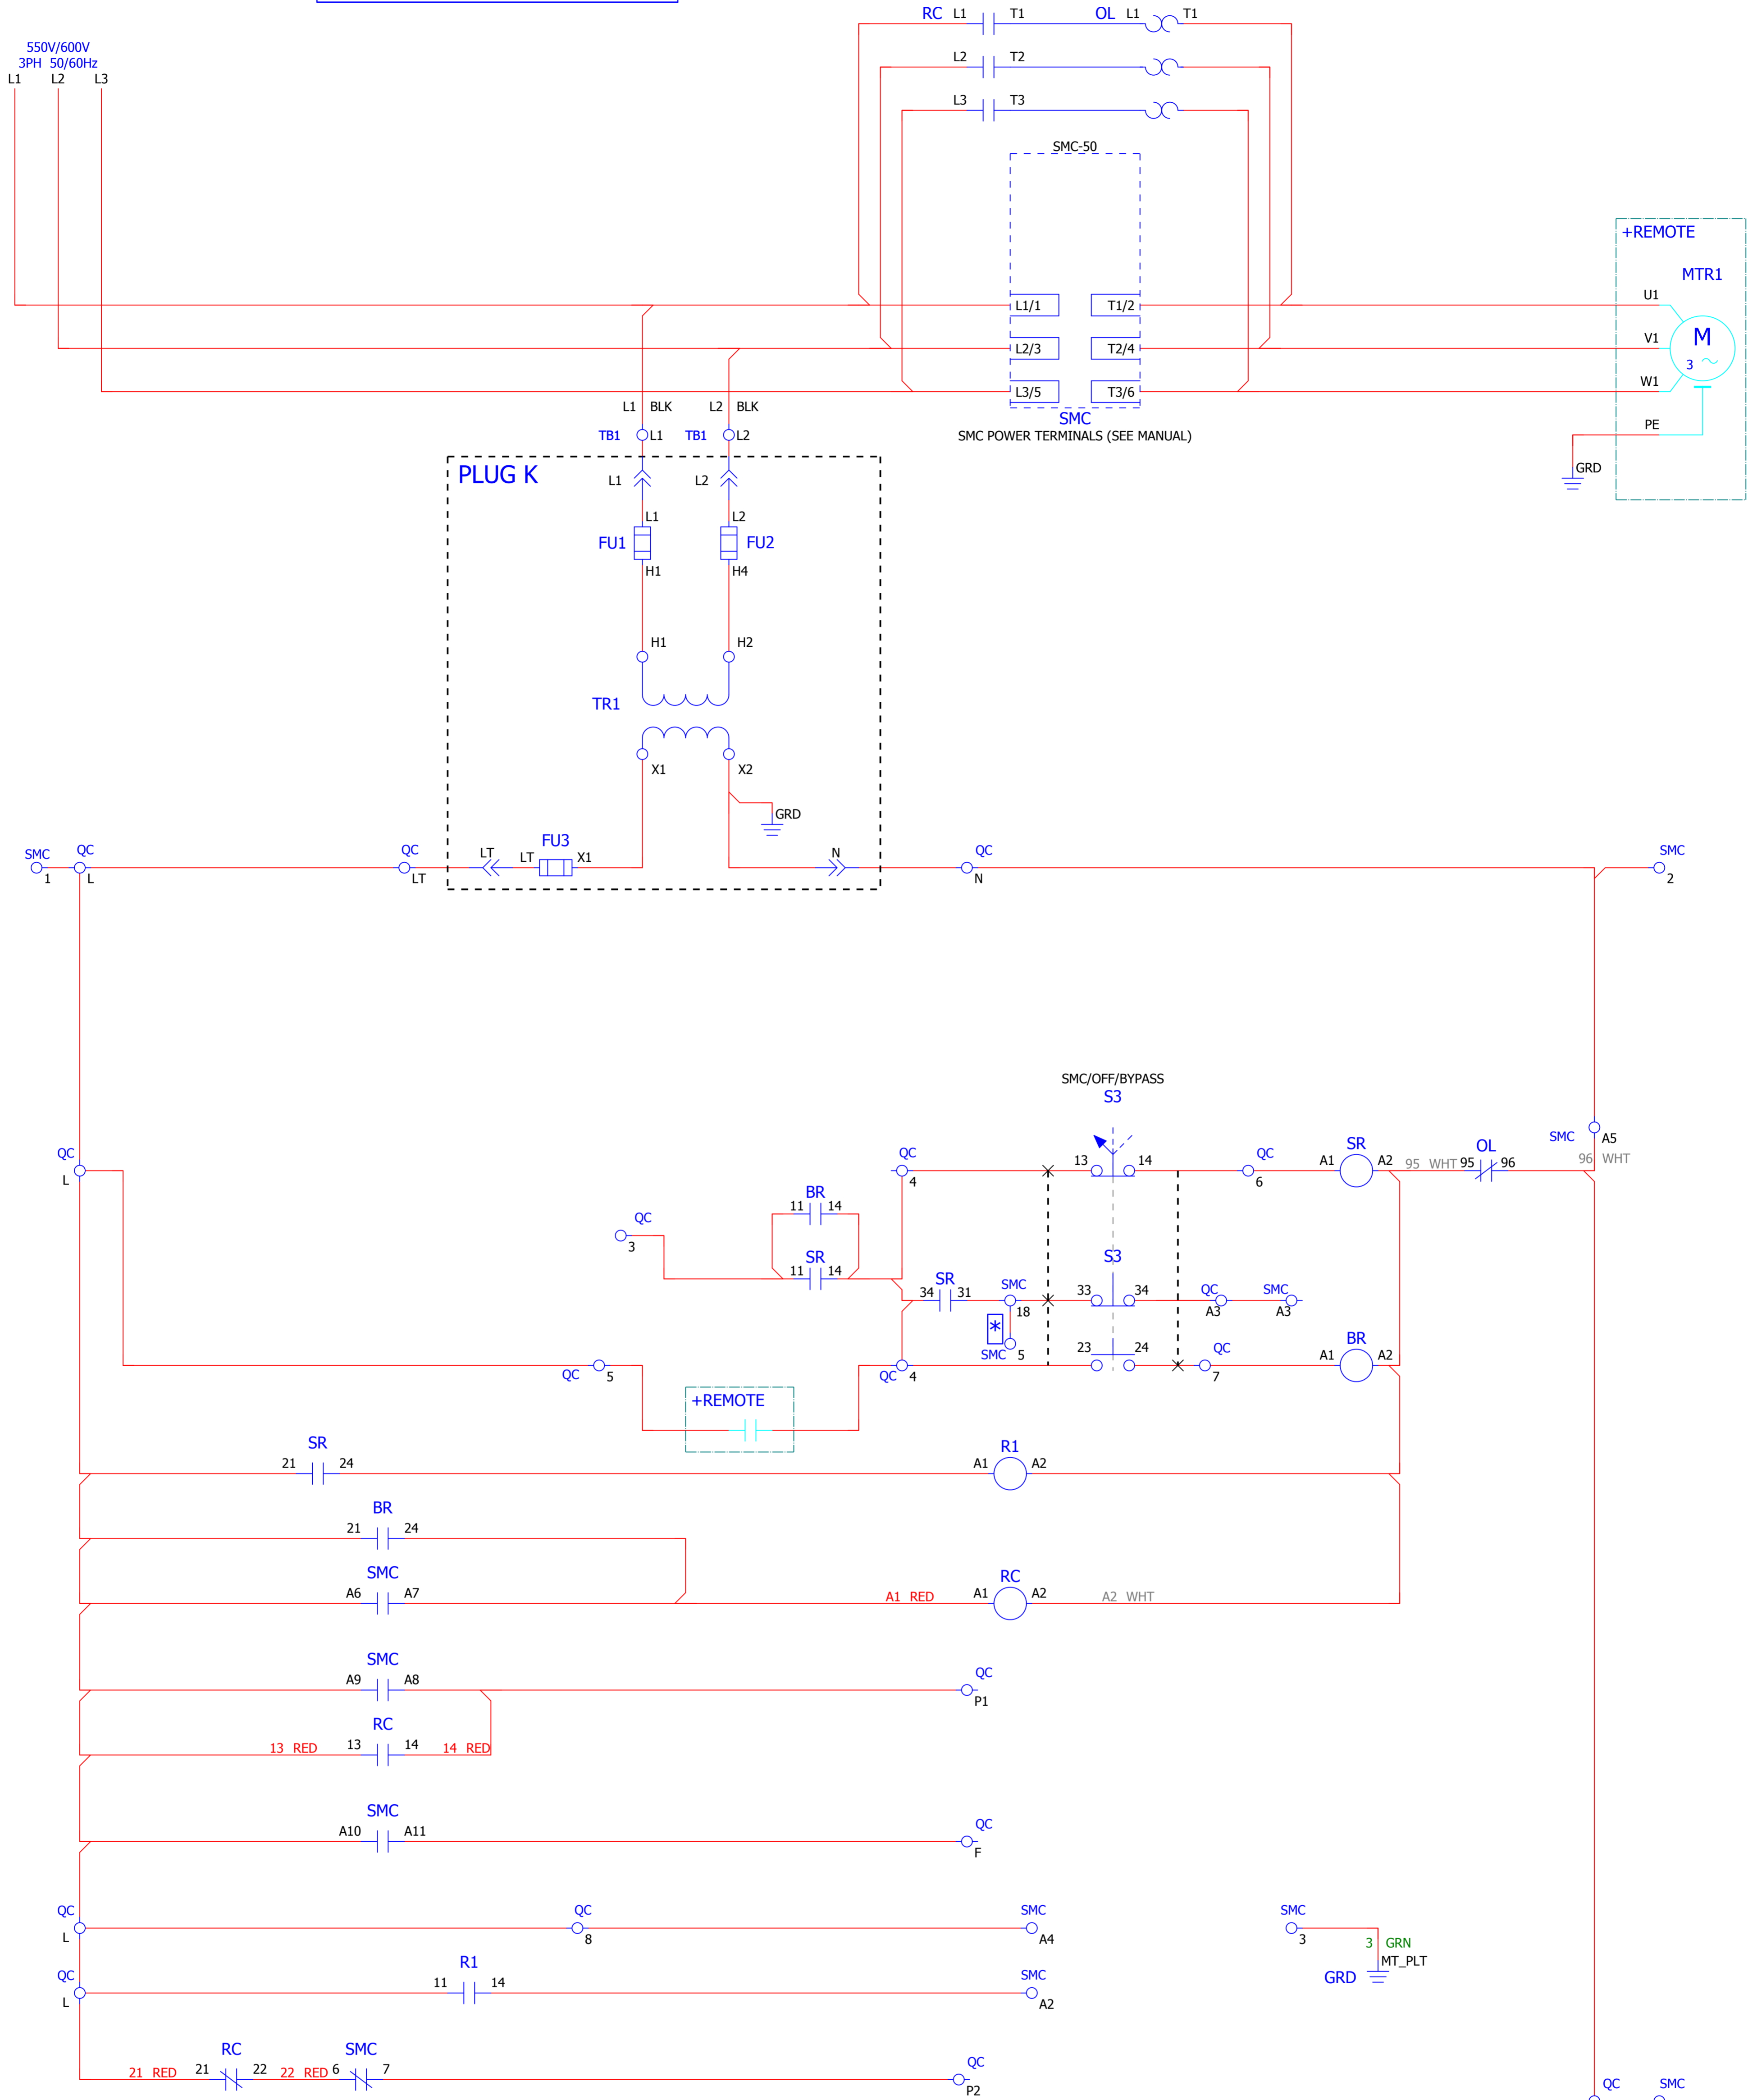 RC L1 T1 OL L1 T1
550V/600V
3PH 50/60Hz
L1 L2 L3
L2 T2
L3 T3
SMC-50
+REMOTE
MTR1
L1/1 T1/2 U1
L2/3 T2/4 V1 M
3
L3/5 T3/6 W1
L1 BLK L2 BLK
SMC
TB1 L1 TB1 L2 SMC POWER TERMINALS (SEE MANUAL) PE
PLUG K
L1 L2 GRD
L1 L2
FU1 FU2
H1 H4
H1 H2
TR1
X1 X2
GRD
FU3
SMC QC QC LT LT X1 N QC SMC
1 L LT N 2
SMC/OFF/BYPASS
S3
SMC A5
QC QC 13 14 QC SR OL 96 WHT
L 4 6 A1 A2 95 WHT 95 96
BR
11 14
QC
3
SR S3
11 14
SR SMC QC SMC
34 31 18 33 34 A3 A3
*
SMC 5 23 24 QC BR
QC 5 QC 4 7 A1 A2
+REMOTE
SR R1
21 24 A1 A2
BR
21 24
SMC RC
A6 A7 A1 RED A1 A2 A2 WHT
SMC QC
A9 A8 P1
RC
13 RED 13 14 14 RED
SMC QC
A10 A11 F
QC QC SMC SMC
L 8 A4 3
3 GRN
MT_PLT
GRD
QC R1 SMC
L 11 14 A2
RC SMC QC
21 RED 21 22 22 RED 6 7 P2
QC SMC